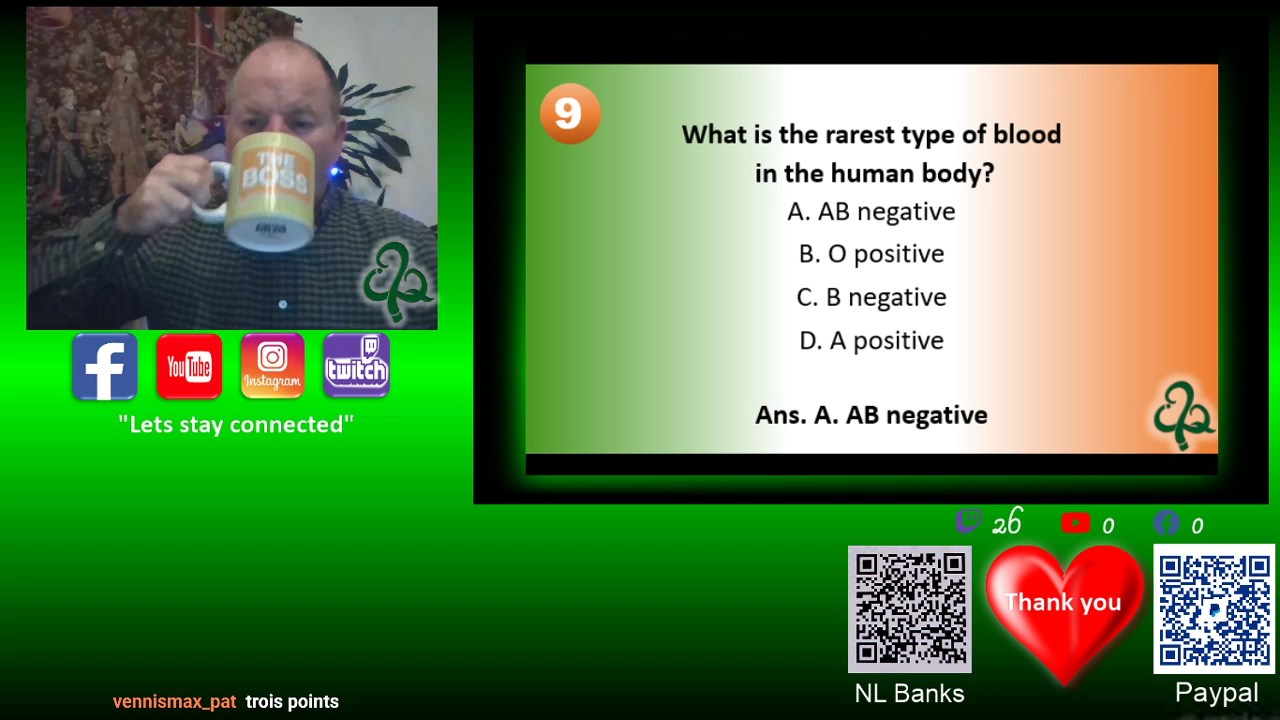 THE
BOSS
9
What is the rarest type of blood
in the human body?
A. AB negative
B. O positive
C. B negative
D. A positive
Ans. A. AB negative
YouTube
Instagram
twitch
"Lets stay connected"
26
0
0
Thank you
NL Banks
Paypal
vennismax_pat trois points